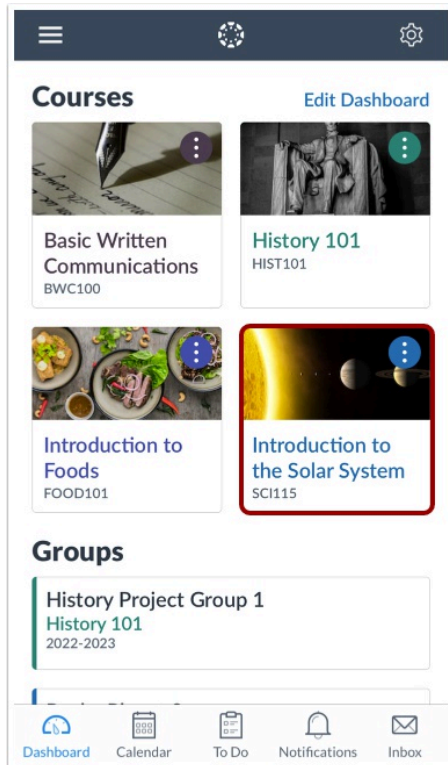 Courses
Edit Dashboard
Basic Written
Communications
BWC100
History 101
HIST101
Introduction to
Foods
FOOD101
Introduction to
the Solar System
SCI115
Groups
History Project Group 1
History 101
2022-2023
Dashboard
Calendar
To Do
Notifications
Inbox